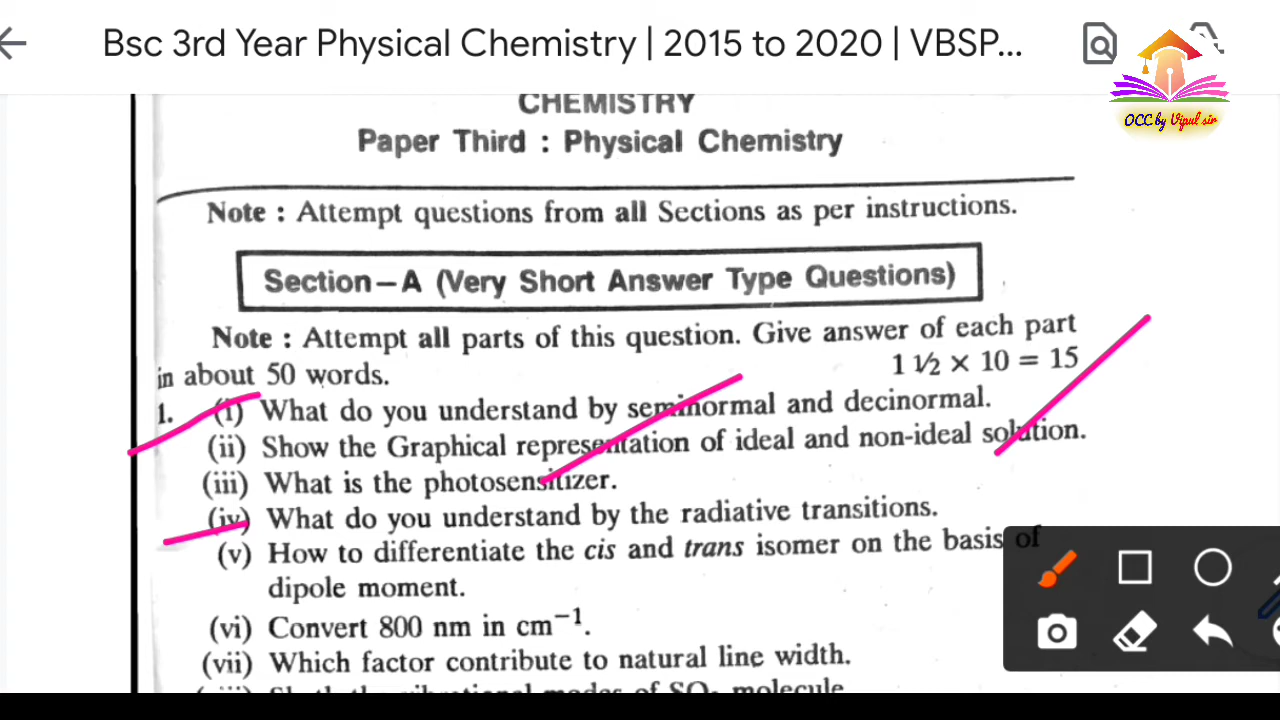 Bsc 3rd Year Physical Chemistry | 2015 to 2020 | VBSP...
OCC by Vipul sir
CHEMISTRY
Paper Third : Physical Chemistry
Note : Attempt questions from all Sections as per instructions.
Section-A (Very Short Answer Type Questions)
Note : Attempt all parts of this question. Give answer of each part
in about 50 words. 1 1/2 × 10 = 15
1. (i) What do you understand by seminormal and decinormal.
(ii) Show the Graphical representation of ideal and non-ideal solution.
(iii) What is the photosensitizer.
(iv) What do you understand by the radiative transitions.
(v) How to differentiate the cis and trans isomer on the basis of
dipole moment.
(vi) Convert 800 nm in cm⁻¹.
(vii) Which factor contribute to natural line width.
modes of SO₂ molecule